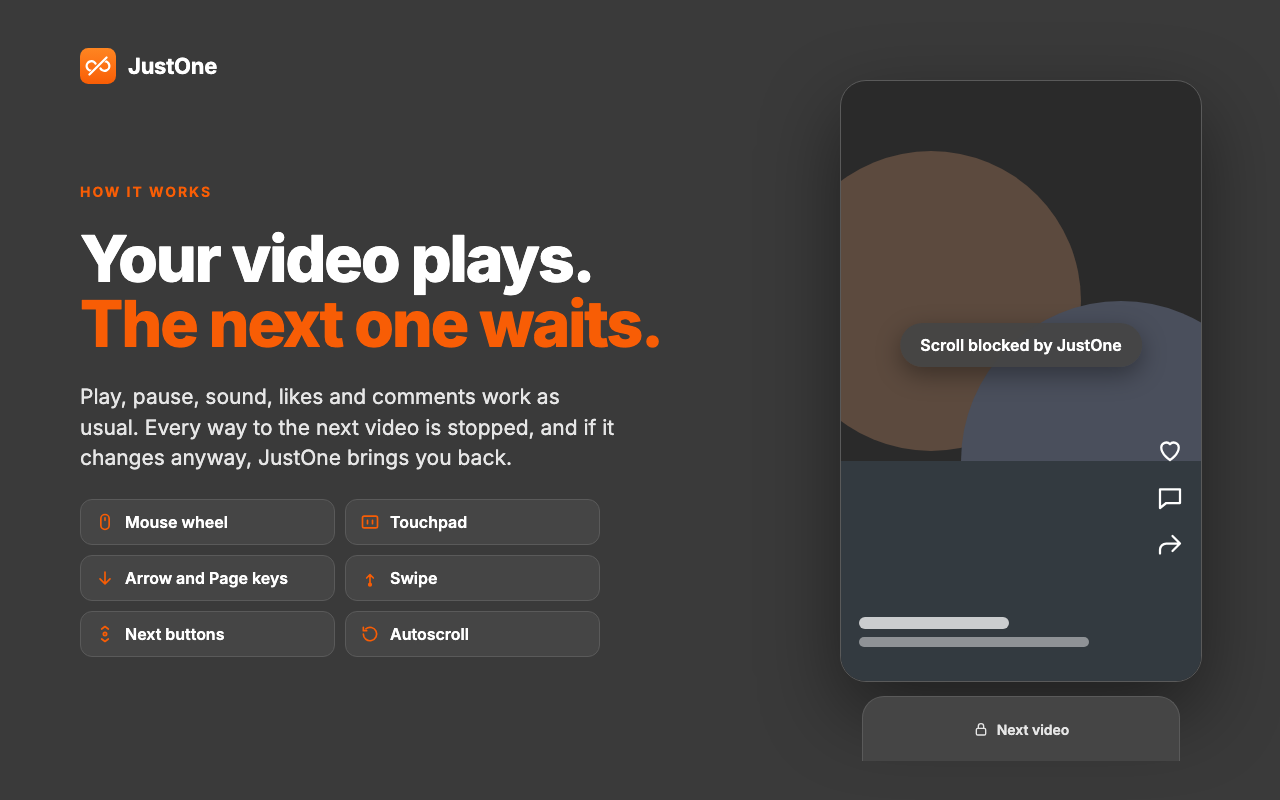 JustOne
HOW IT WORKS
Your video plays.
The next one waits.
Play, pause, sound, likes and comments work as
usual. Every way to the next video is stopped, and if it
changes anyway, JustOne brings you back.
Mouse wheel
Touchpad
Arrow and Page keys
Swipe
Next buttons
Autoscroll
Scroll blocked by JustOne
Next video